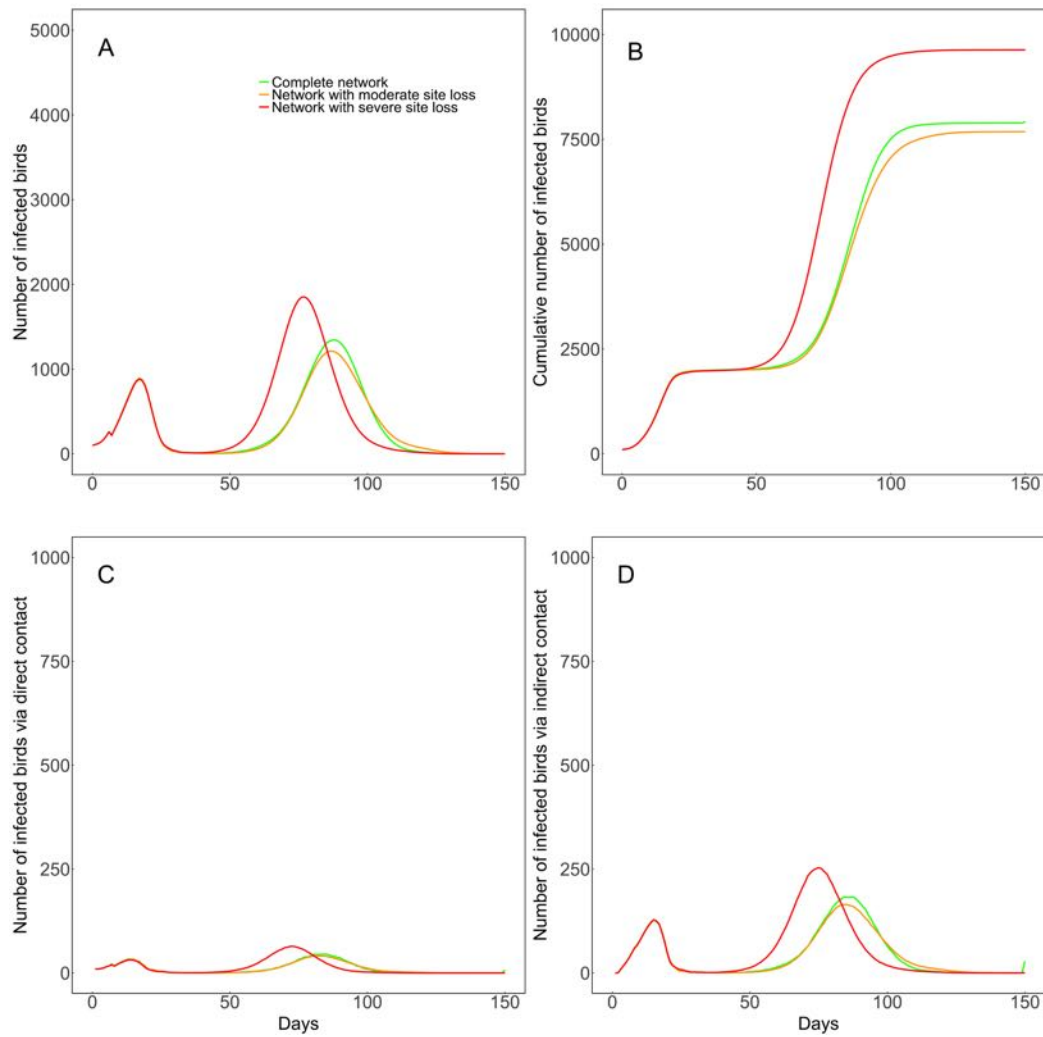 A
Complete network
Network with moderate site loss
Network with severe site loss
Number of infected birds
5000
4000
3000
2000
1000
0
0 50 100 150
B
Cumulative number of infected birds
10000
7500
5000
2500
0
0 50 100 150
C
Number of infected birds via direct contact
1000
750
500
250
0
0 50 100 150
Days
D
Number of infected birds via indirect contact
1000
750
500
250
0
0 50 100 150
Days